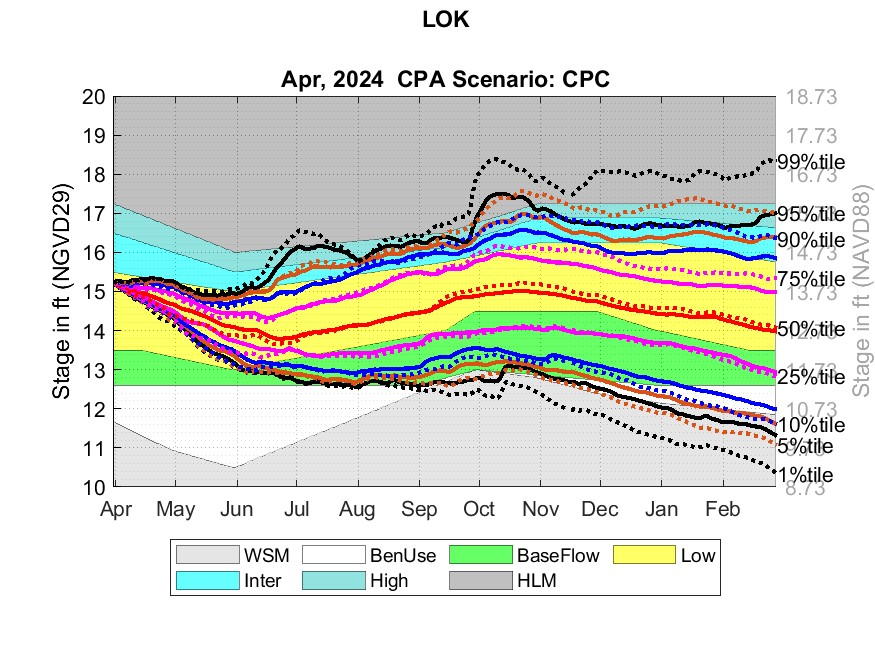 LOK
Apr, 2024 CPA Scenario: CPC
Stage in ft (NGVD29)
20
19
18
17
16
15
14
13
12
11
10
Apr May Jun Jul Aug Sep Oct Nov Dec Jan Feb
18.73
17.73
16.73
14.73
13.73
10.73
8.73
Stage in ft (NAVD88)
99%tile
95%tile
90%tile
75%tile
50%tile
25%tile
10%tile
5%tile
1%tile
WSM BenUse BaseFlow Low
Inter High HLM